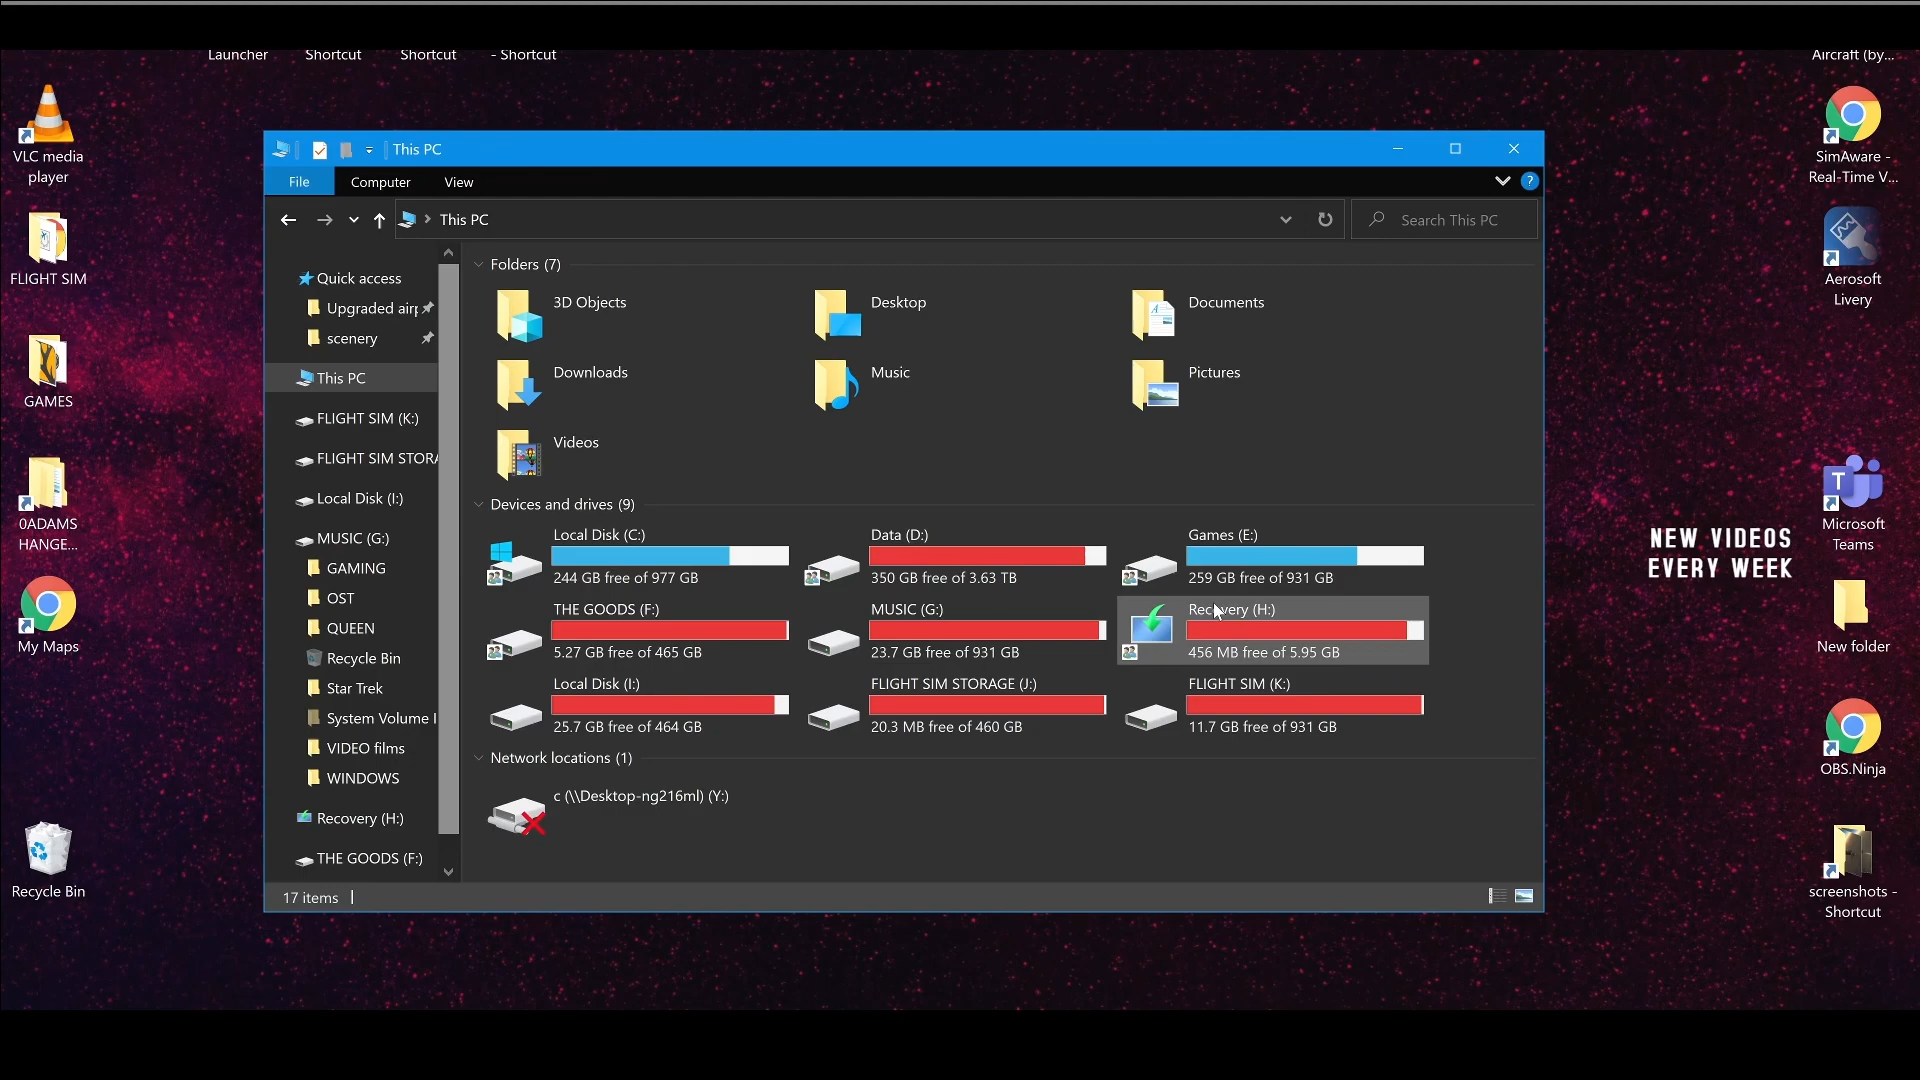 Launcher
Shortcut
Shortcut
- Shortcut
Aircraft (by...
VLC media
player
FLIGHT SIM
GAMES
0ADAMS
HANGE...
My Maps
Recycle Bin
This PC
File
Computer
View
?
This PC
Search This PC
Quick access
Upgraded airp
scenery
This PC
FLIGHT SIM (K:)
FLIGHT SIM STORA
Local Disk (I:)
MUSIC (G:)
GAMING
OST
QUEEN
Recycle Bin
Star Trek
System Volume I
VIDEO films
WINDOWS
Recovery (H:)
THE GOODS (F:)
Folders (7)
3D Objects
Desktop
Documents
Downloads
Music
Pictures
Videos
Devices and drives (9)
Local Disk (C:)
244 GB free of 977 GB
Data (D:)
350 GB free of 3.63 TB
Games (E:)
259 GB free of 931 GB
THE GOODS (F:)
5.27 GB free of 465 GB
MUSIC (G:)
23.7 GB free of 931 GB
Recovery (H:)
456 MB free of 5.95 GB
Local Disk (I:)
25.7 GB free of 464 GB
FLIGHT SIM STORAGE (J:)
20.3 MB free of 460 GB
FLIGHT SIM (K:)
11.7 GB free of 931 GB
Network locations (1)
c (\\Desktop-ng216ml) (Y:)
17 items
SimAware -
Real-Time V...
Aerosoft
Livery
T
Microsoft
Teams
NEW VIDEOS
EVERY WEEK
New folder
OBS.Ninja
screenshots -
Shortcut